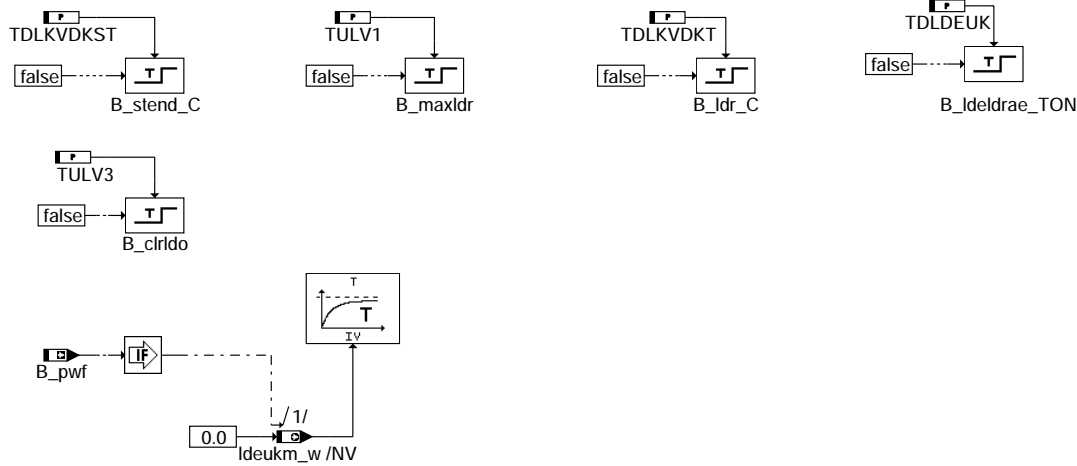 P P P P
TDLKVDKST TULV1 TDLKVDKT TDLDEUK
false T false T false T false T
B_stend_C B_maxldr B_ldr_C B_ldeldrae_TON
P
TULV3
false T
B_clrldo
T
T
IV
IF
B_pwf
/1/
0.0
ldeukm_w /NV